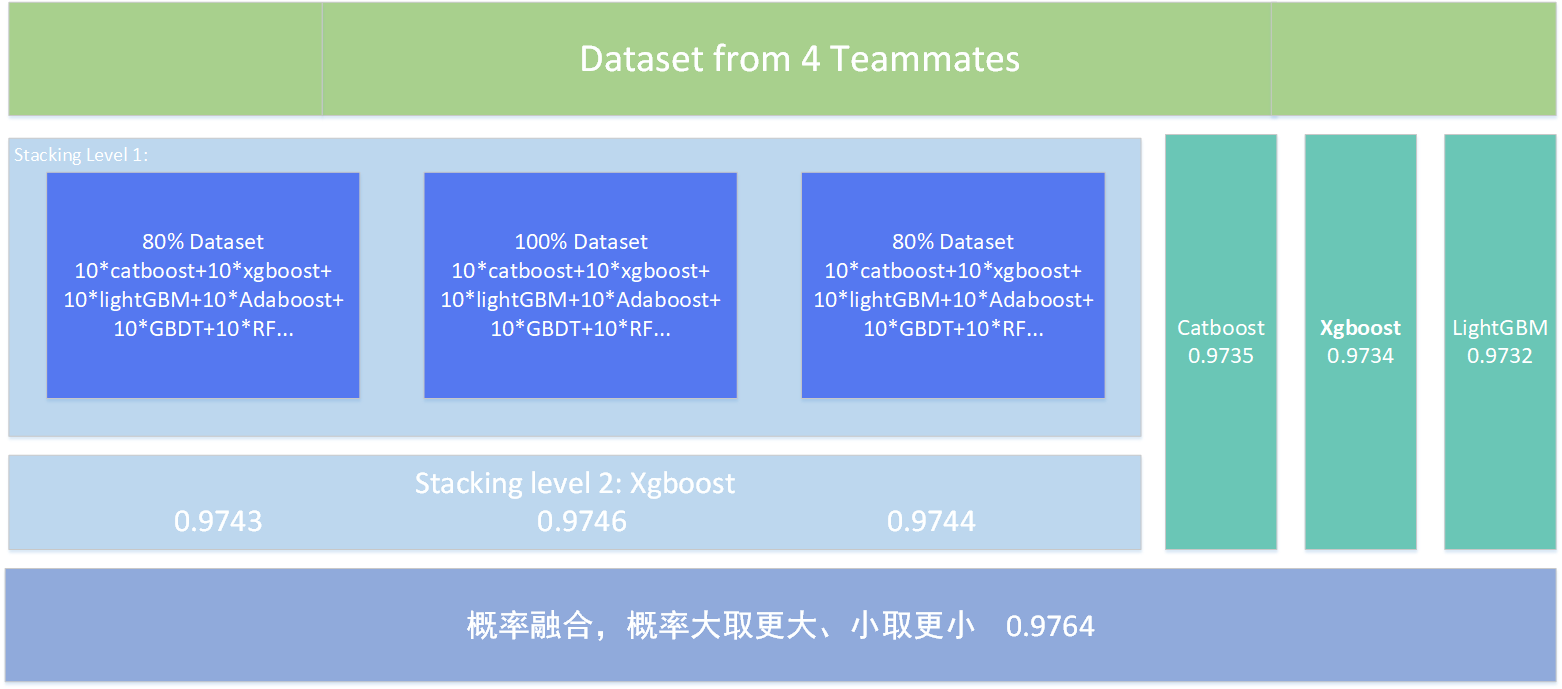 Dataset from 4 Teammates
Stacking Level 1:
80% Dataset
10*catboost+10*xgboost+
10*lightGBM+10*Adaboost+
10*GBDT+10*RF...
100% Dataset
10*catboost+10*xgboost+
10*lightGBM+10*Adaboost+
10*GBDT+10*RF...
80% Dataset
10*catboost+10*xgboost+
10*lightGBM+10*Adaboost+
10*GBDT+10*RF...
Catboost
0.9735
Xgboost
0.9734
LightGBM
0.9732
Stacking level 2: Xgboost
0.9743 0.9746 0.9744
概率融合，概率大取更大、小取更小 0.9764